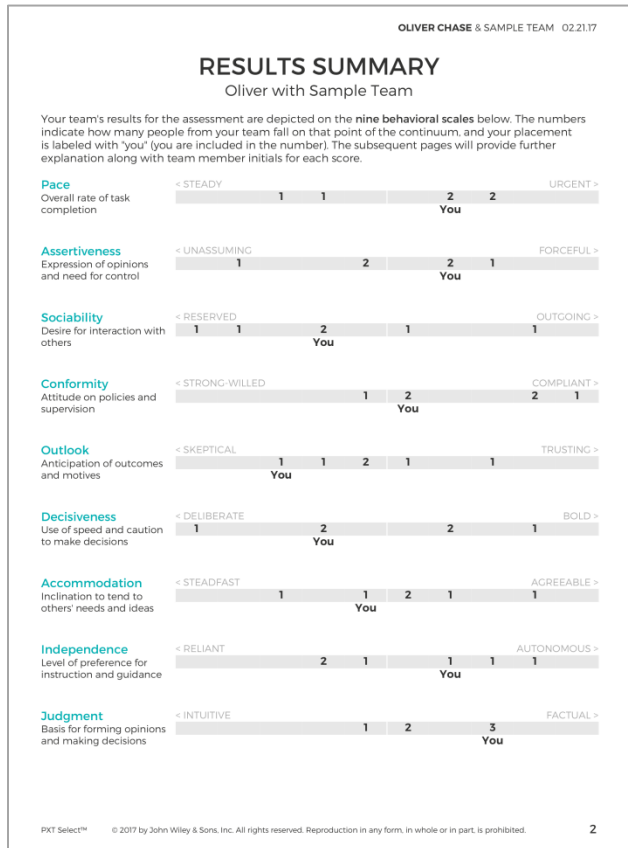 OLIVER CHASE & SAMPLE TEAM 02.21.17
RESULTS SUMMARY
Oliver with Sample Team
Your team's results for the assessment are depicted on the nine behavioral scales below. The numbers
indicate how many people from your team fall on that point of the continuum, and your placement
is labeled with "you" (you are included in the number). The subsequent pages will provide further
explanation along with team member initials for each score.
Pace
Overall rate of task
completion
< STEADY URGENT >
1 1 2 2
You
Assertiveness
Expression of opinions
and need for control
< UNASSUMING FORCEFUL >
1 2 2 1
You
Sociability
Desire for interaction with
others
< RESERVED OUTGOING >
1 1 2 1 1
You
Conformity
Attitude on policies and
supervision
< STRONG-WILLED COMPLIANT >
1 2 2 1
You
Outlook
Anticipation of outcomes
and motives
< SKEPTICAL TRUSTING >
1 1 2 1 1
You
Decisiveness
Use of speed and caution
to make decisions
< DELIBERATE BOLD >
1 2 2 1
You
Accommodation
Inclination to tend to
others' needs and ideas
< STEADFAST AGREEABLE >
1 1 2 1 1
You
Independence
Level of preference for
instruction and guidance
< RELIANT AUTONOMOUS >
2 1 1 1 1
You
Judgment
Basis for forming opinions
and making decisions
< INTUITIVE FACTUAL >
1 2 3
You
PXT Select™ © 2017 by John Wiley & Sons, Inc. All rights reserved. Reproduction in any form, in whole or in part, is prohibited. 2